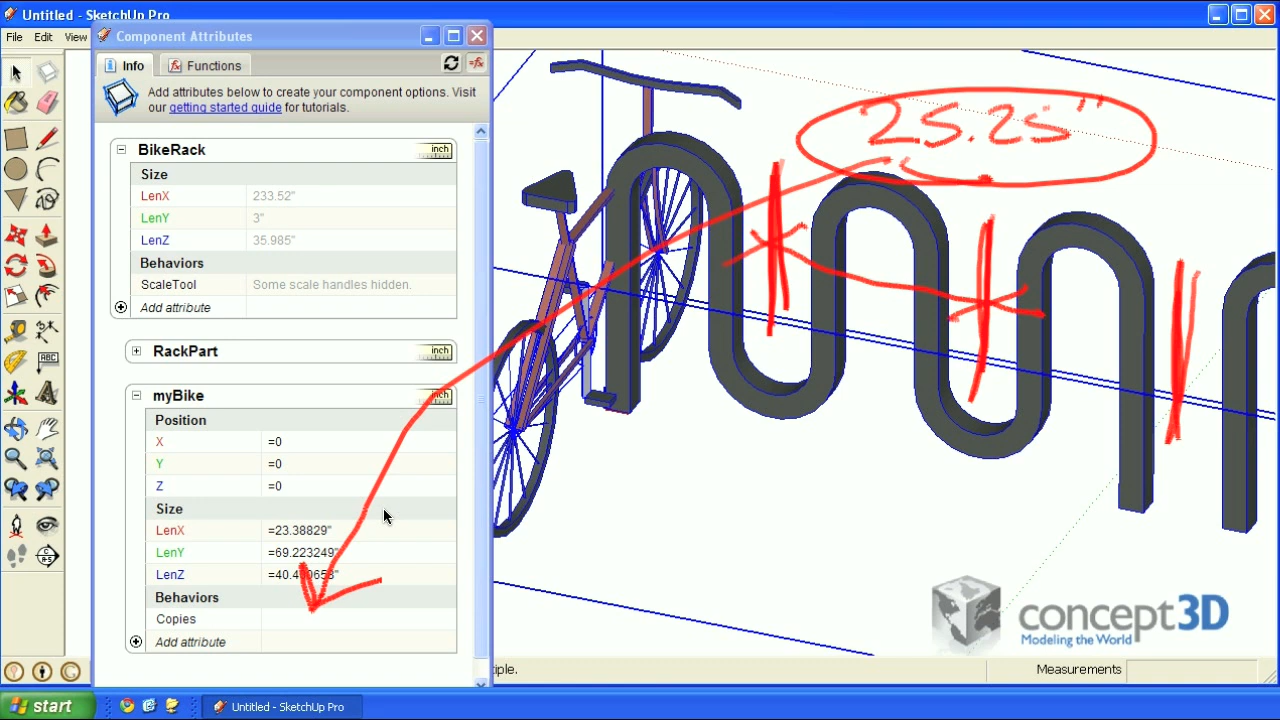 Untitled - SketchUp Pro
File Edit View
Component Attributes
Info Functions
Add attributes below to create your component options. Visit
our getting started guide for tutorials.
BikeRack inch
Size
LenX 233.52"
LenY 3"
LenZ 35.985"
Behaviors
ScaleTool Some scale handles hidden.
Add attribute
RackPart inch
myBike inch
Position
X =0
Y =0
Z =0
Size
LenX =23.38829"
LenY =69.223249"
LenZ
Behaviors
Copies
Add attribute
25.25"
ABC
concept3D
Modeling the World
Measurements
start Untitled - SketchUp Pro